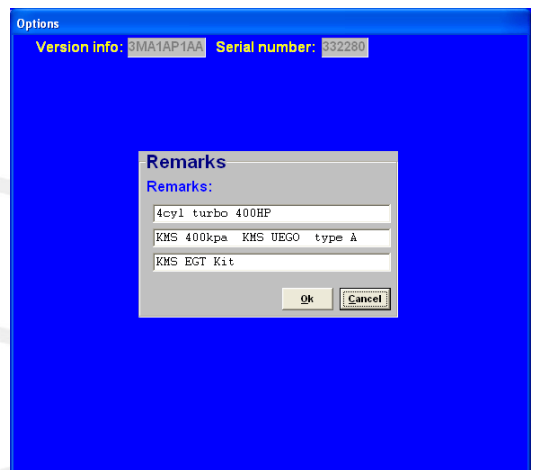 Options
Version info: 3MA1AP1AA Serial number: 332280
Remarks
Remarks:
4cyl turbo 400HP
KMS 400kpa KMS UEGO type A
KMS EGT Kit
Ok Cancel